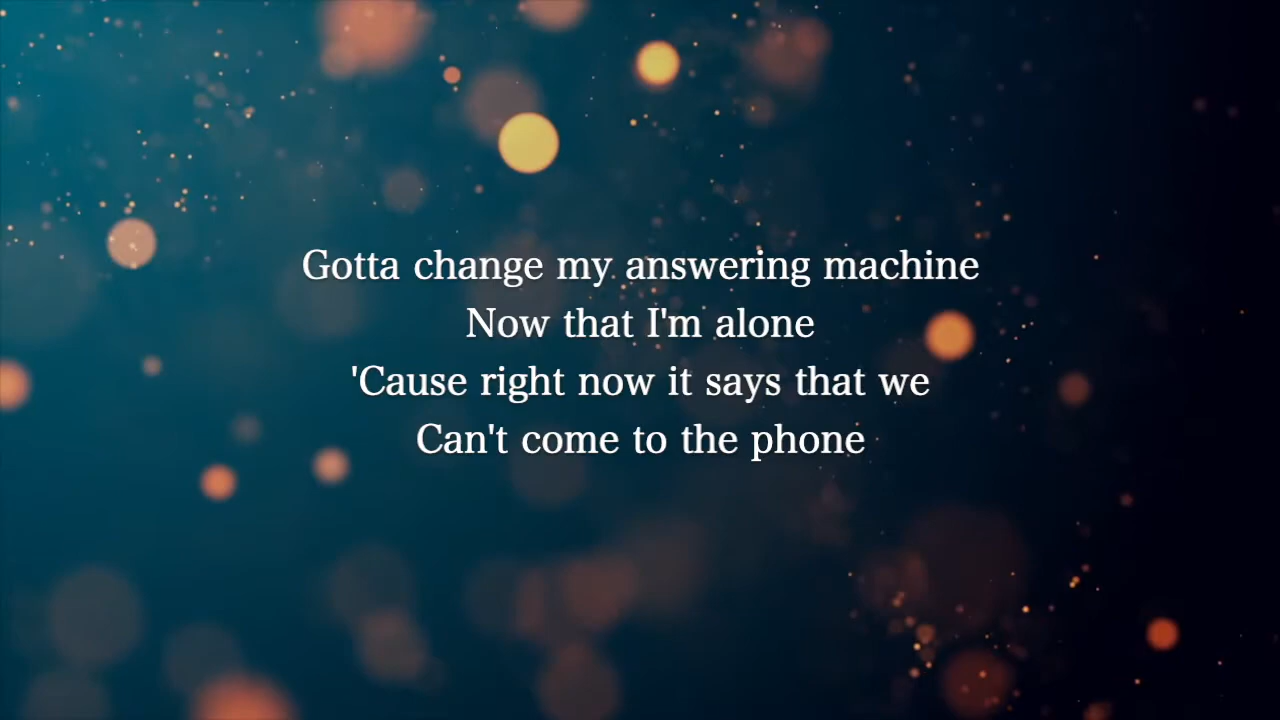 Gotta change my answering machine
Now that I'm alone
'Cause right now it says that we
Can't come to the phone